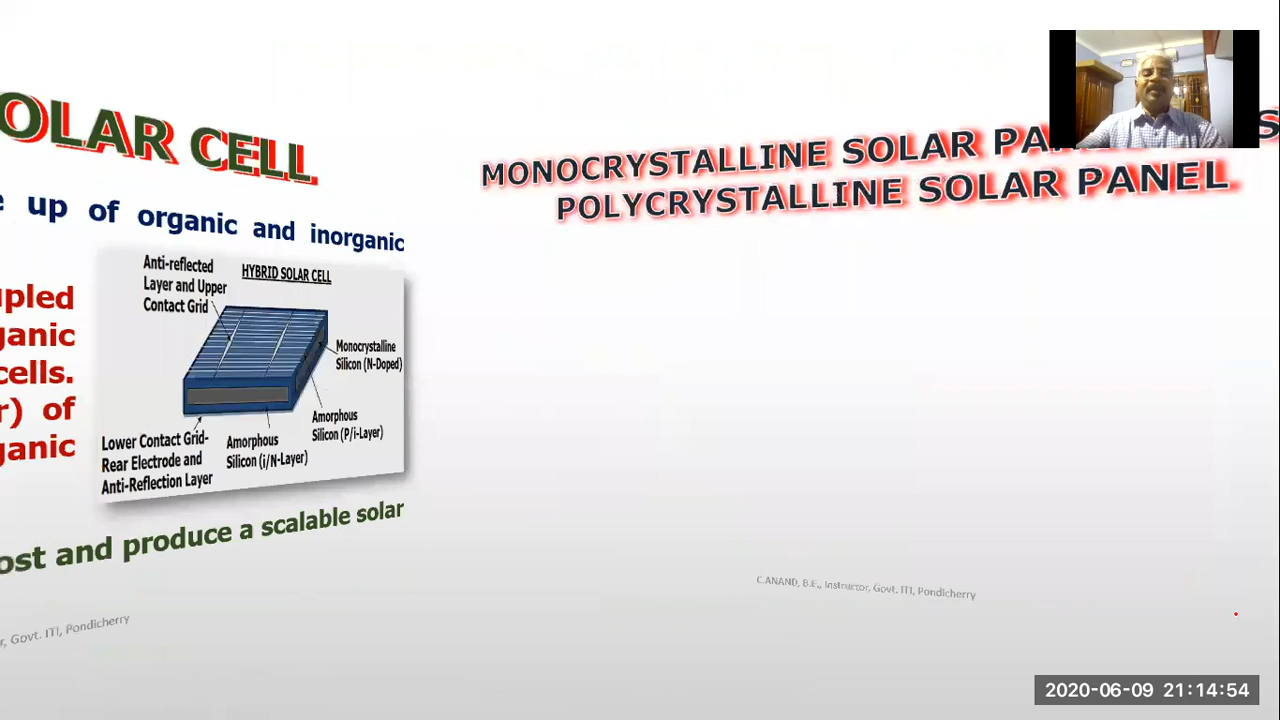 OLAR CELL
up of organic and inorganic
upled
ganic
cells.
r) of
ganic
HYBRID SOLAR CELL
Anti-reflected
Layer and Upper
Contact Grid
Monocrystalline
Silicon (N-Doped)
Amorphous
Silicon (P/i-Layer)
Amorphous
Silicon (i/N-Layer)
Lower Contact Grid-
Rear Electrode and
Anti-Reflection Layer
ost and produce a scalable solar
r, Govt. ITI, Pondicherry
MONOCRYSTALLINE SOLAR
POLYCRYSTALLINE SOLAR PANEL
C.ANAND, B.E., Instructor, Govt. ITI, Pondicherry
2020-06-09 21:14:54